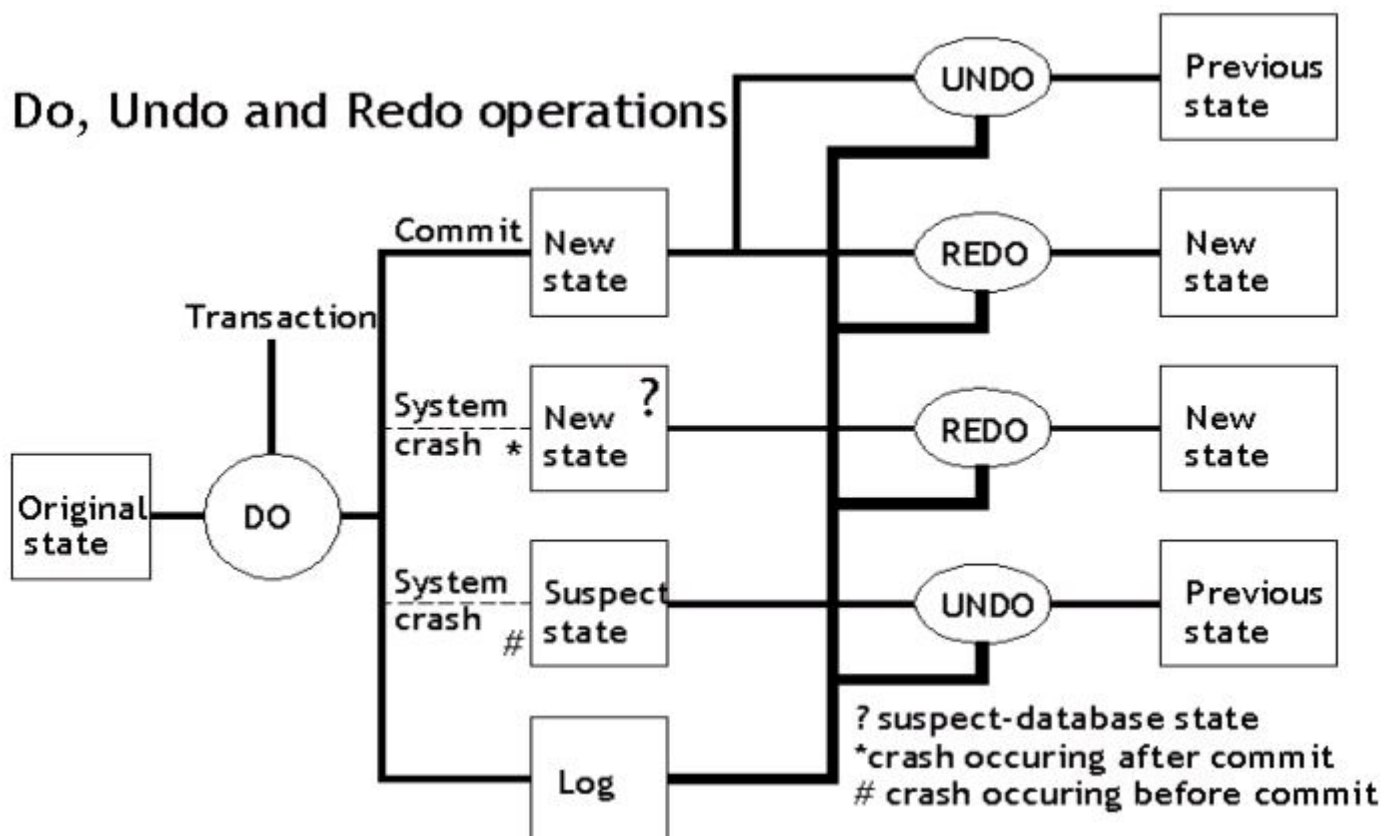 Do, Undo and Redo operations
UNDO
Previous
state
Commit
New
state
REDO
New
state
Transaction
System
crash *
New
state
?
REDO
New
state
Original
state
DO
System
crash #
Suspect
state
UNDO
Previous
state
Log
? suspect-database state
*crash occuring after commit
# crash occuring before commit